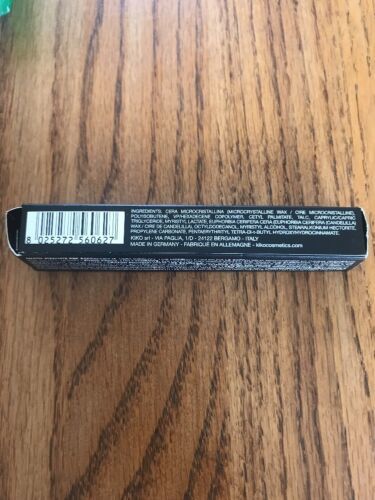 INGREDIENTS: CERA MICROCRISTALLINA (MICROCRYSTALLINE WAX / CIRE MICROCRISTALLINE),
POLYISOBUTENE, VP/HEXADECENE COPOLYMER, CETYL PALMITATE, TALC, CAPRYLIC/CAPRIC
TRIGLYCERIDE, MYRISTYL LACTATE, EUPHORBIA CERIFERA CERA (EUPHORBIA CERIFERA (CANDELILLA)
WAX / CIRE DE CANDELILLA), OCTYLDODECANOL, MYRISTYL ALCOHOL, STEARALKONIUM HECTORITE,
PROPYLENE CARBONATE, PENTAERYTHRITYL TETRA-DI-t-BUTYL HYDROXYHYDROCINNAMATE.
KIKO srl - VIA PAGLIA, 1/D - 24122 BERGAMO - ITALY
MADE IN GERMANY - FABRIQUÉ EN ALLEMAGNE - kikocosmetics.com
8 025272 560627